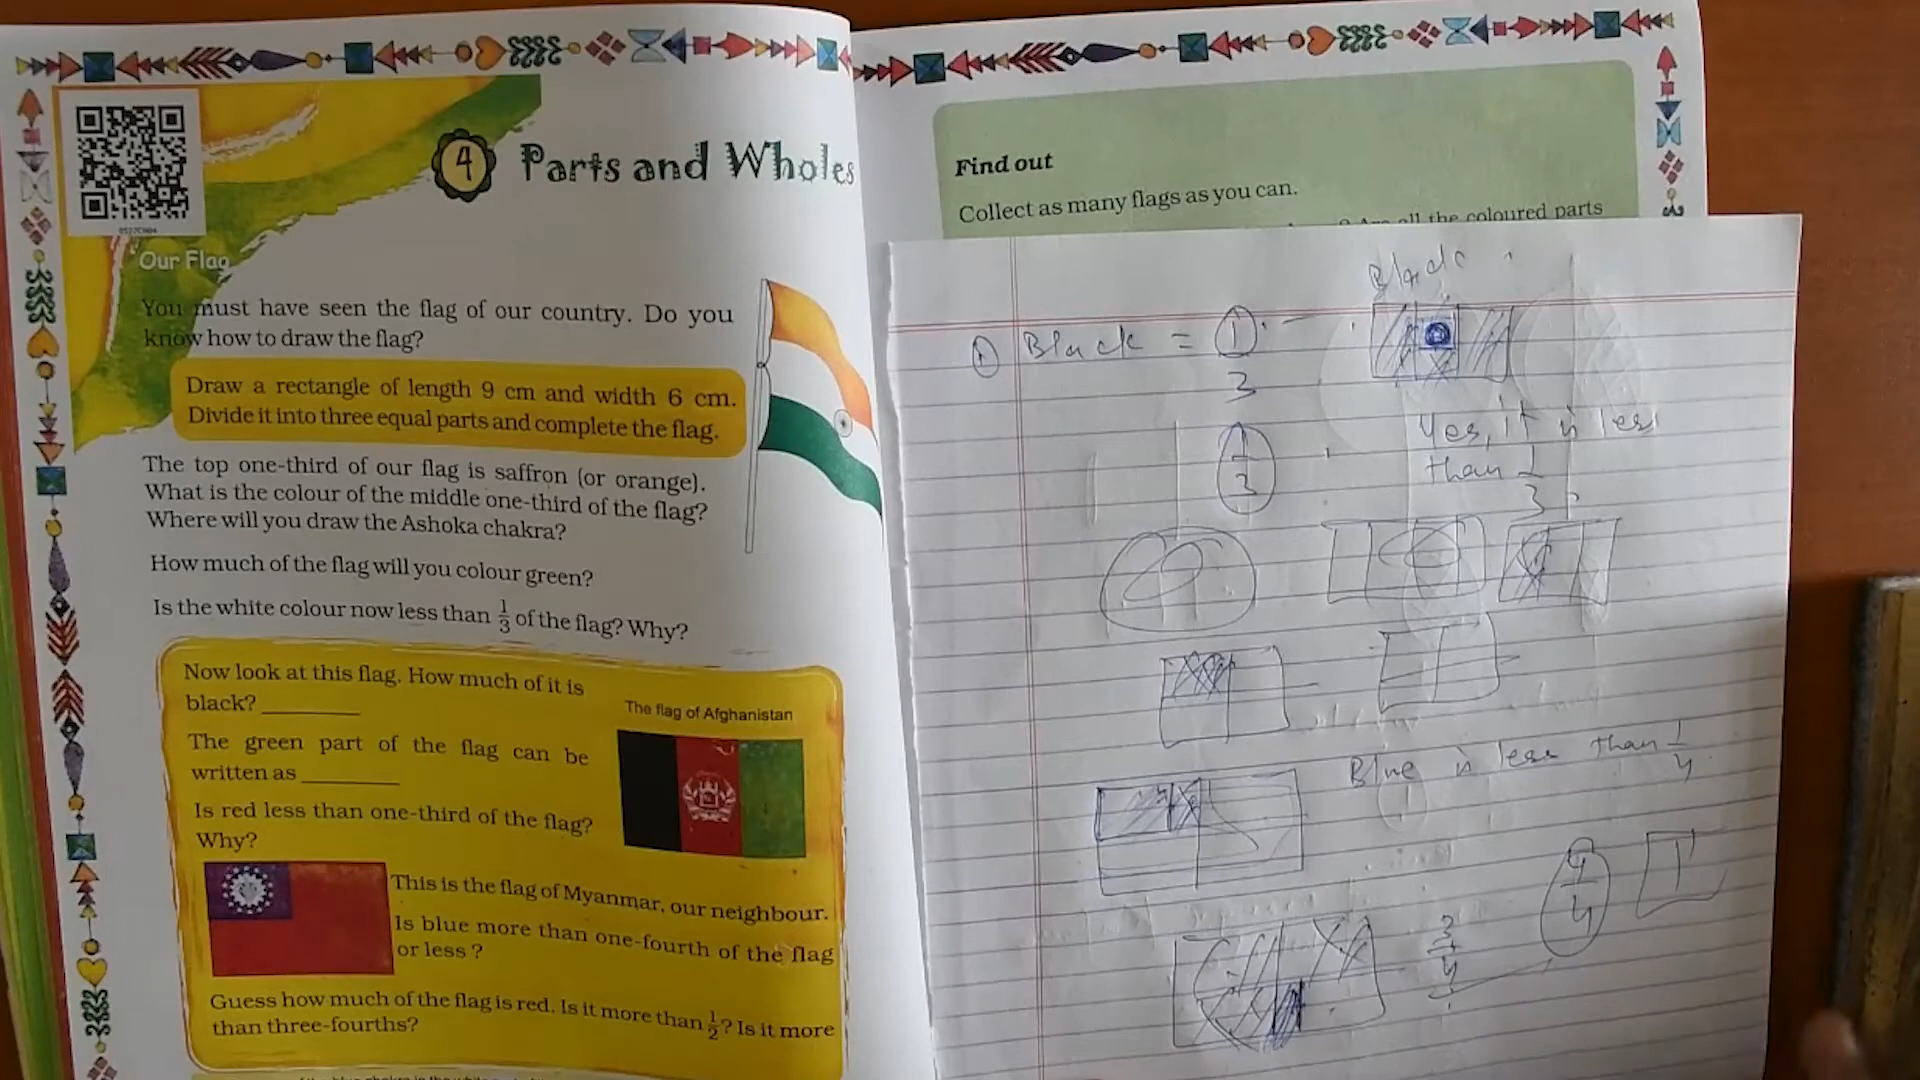 4 Parts and Wholes
0527CH04
Our Flag
You must have seen the flag of our country. Do you
know how to draw the flag?
Draw a rectangle of length 9 cm and width 6 cm.
Divide it into three equal parts and complete the flag.
The top one-third of our flag is saffron (or orange).
What is the colour of the middle one-third of the flag?
Where will you draw the Ashoka chakra?
How much of the flag will you colour green?
Is the white colour now less than 1/3 of the flag? Why?
Now look at this flag. How much of it is
black?
The green part of the flag can be
written as
Is red less than one-third of the flag?
Why?
The flag of Afghanistan
This is the flag of Myanmar, our neighbour.
Is blue more than one-fourth of the flag
or less ?
Guess how much of the flag is red. Is it more than 1/2? Is it more
than three-fourths?
Find out
Collect as many flags as you can.
all the coloured parts
Black
1 Black = 1/3
1/3
Yes, it is less
than 1/3
Blue is less than 1/4
3/4
4/4